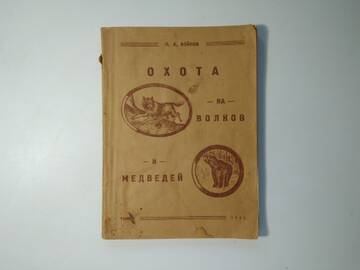 ОХОТА
— НА —
ВОЛКОВ
— И —
МЕДВЕДЕЙ